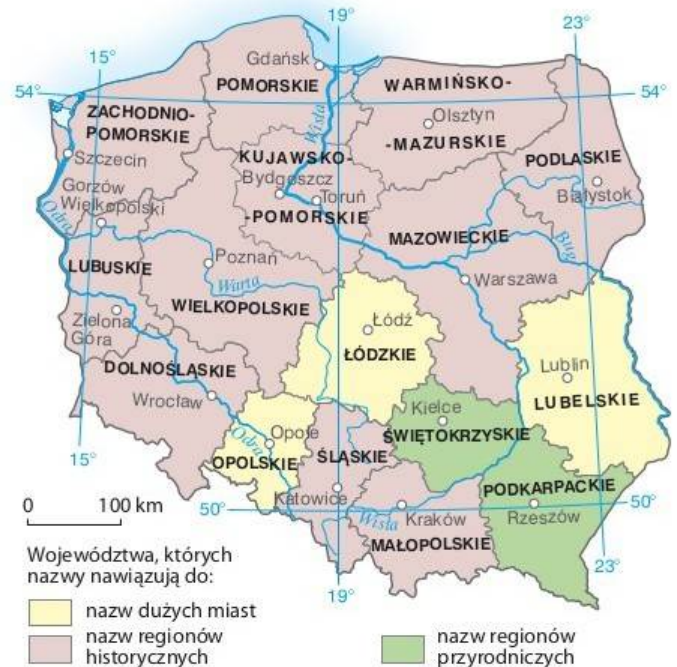 19°
23°
15°
Gdańsk
54°
POMORSKIE
WARMIŃSKO-
54°
ZACHODNIO-
POMORSKIE
Wisła
Olsztyn
-MAZURSKIE
Szczecin
KUJAWSKO-
PODLASKIE
Gorzów
Wielkopolski
Bydgoszcz
Toruń
Białystok
Odra
-POMORSKIE
MAZOWIECKIE
Bug
LUBUSKIE
Poznań
Warta
Warszawa
WIELKOPOLSKIE
Zielona
Góra
Łódź
ŁÓDZKIE
DOLNOŚLĄSKIE
Lublin
LUBELSKIE
Wrocław
Kielce
Odra
Opole
ŚWIĘTOKRZYSKIE
15°
OPOLSKIE
ŚLĄSKIE
PODKARPACKIE
0 100 km
Katowice
50°
50°
Wisła
Kraków
Rzeszów
MAŁOPOLSKIE
23°
19°
Województwa, których
nazwy nawiązują do:
nazw dużych miast
nazw regionów
historycznych
nazw regionów
przyrodniczych